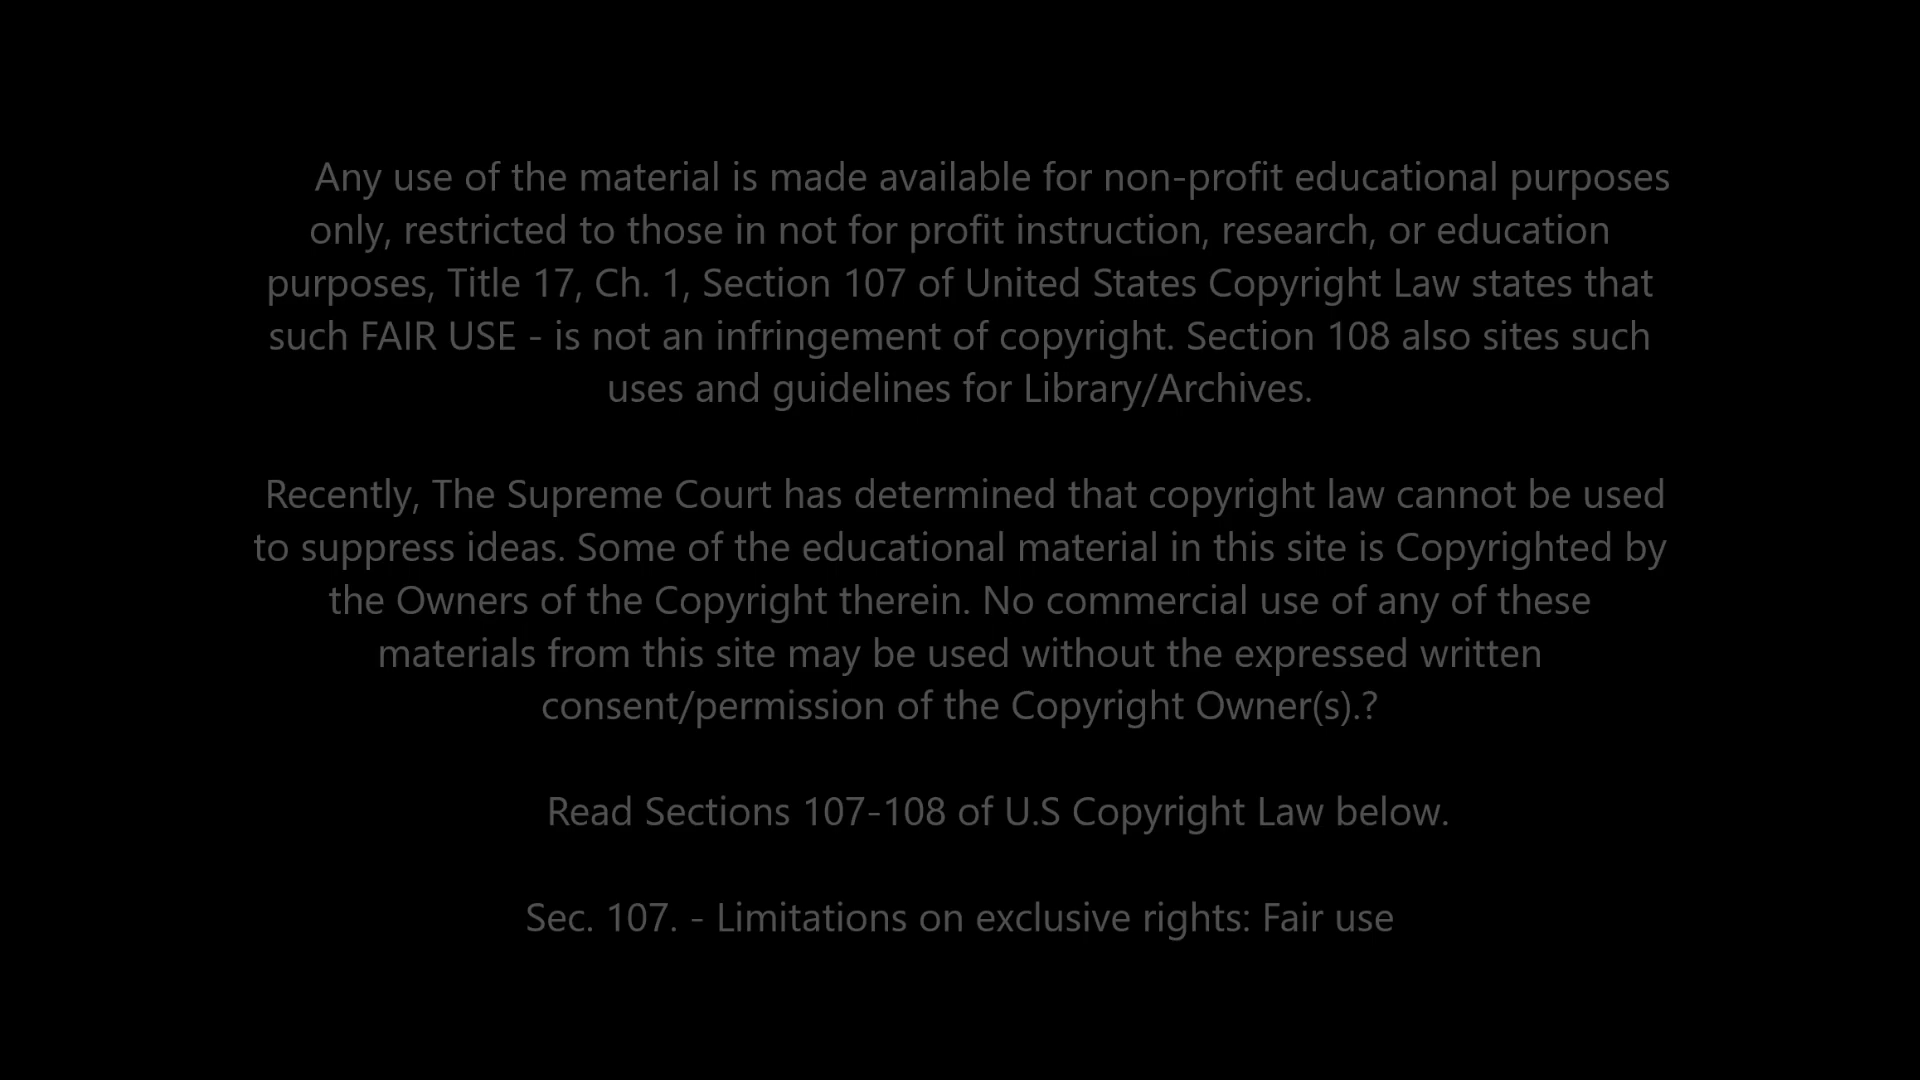 Any use of the material is made available for non-profit educational purposes
only, restricted to those in not for profit instruction, research, or education
purposes, Title 17, Ch. 1, Section 107 of United States Copyright Law states that
such FAIR USE - is not an infringement of copyright. Section 108 also sites such
uses and guidelines for Library/Archives.
Recently, The Supreme Court has determined that copyright law cannot be used
to suppress ideas. Some of the educational material in this site is Copyrighted by
the Owners of the Copyright therein. No commercial use of any of these
materials from this site may be used without the expressed written
consent/permission of the Copyright Owner(s).?
Read Sections 107-108 of U.S Copyright Law below.
Sec. 107. - Limitations on exclusive rights: Fair use